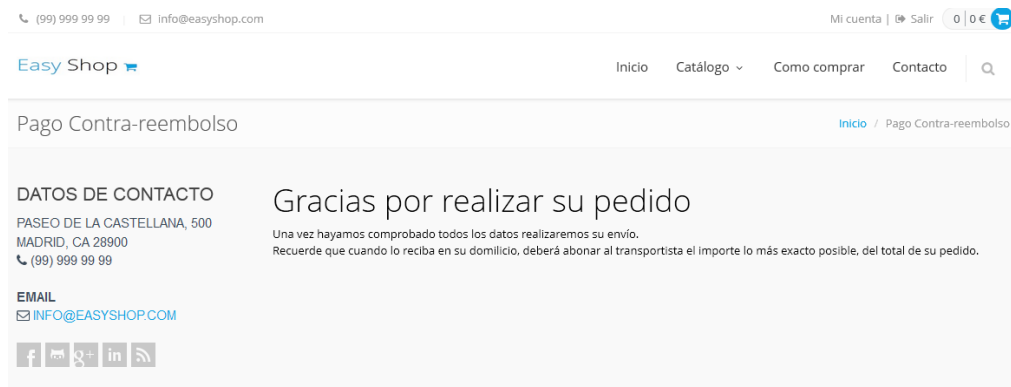 (99) 999 99 99 info@easyshop.com
Mi cuenta | Salir 0 0 €
Easy Shop
Inicio Catálogo Como comprar Contacto
Pago Contra-reembolso
Inicio / Pago Contra-reembolso
DATOS DE CONTACTO
PASEO DE LA CASTELLANA, 500
MADRID, CA 28900
(99) 999 99 99
EMAIL
INFO@EASYSHOP.COM
Gracias por realizar su pedido
Una vez hayamos comprobado todos los datos realizaremos su envío.
Recuerde que cuando lo reciba en su domilicio, deberá abonar al transportista el importe lo más exacto posible, del total de su pedido.